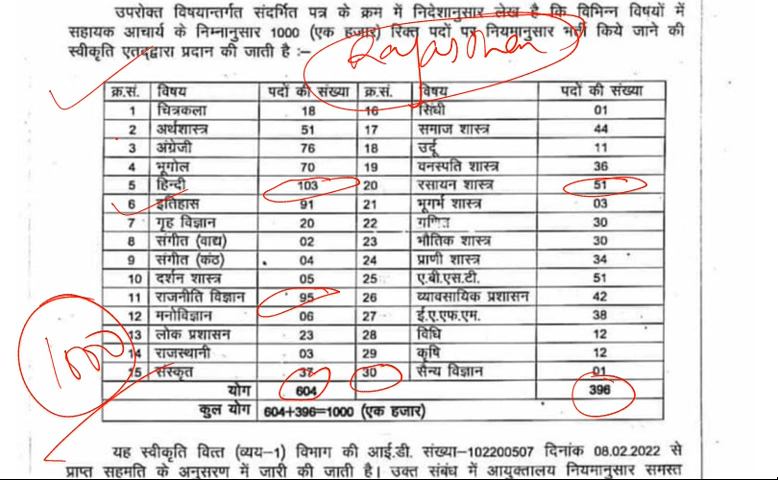 उपरोक्त विषयान्तर्गत संदर्भित पत्र के क्रम में निदेशानुसार लेख है कि विभिन्न विषयों में
सहायक आचार्य के निम्नानुसार 1000 (एक हजार) रिक्त पदों पर नियमानुसार भर्ती किये जाने की
स्वीकृति एतद्द्वारा प्रदान की जाती है :–
Rajasthan
क्र.सं. विषय पदों की संख्या क्र.सं. विषय पदों की संख्या
1 चित्रकला 18 16 सिंधी 01
2 अर्थशास्त्र 51 17 समाज शास्त्र 44
3 अंग्रेजी 76 18 उर्दू 11
4 भूगोल 70 19 वनस्पति शास्त्र 36
5 हिन्दी 103 20 रसायन शास्त्र 51
6 इतिहास 91 21 भूगर्भ शास्त्र 03
7 गृह विज्ञान 20 22 गणित 30
8 संगीत (वाद्य) 02 23 भौतिक शास्त्र 30
9 संगीत (कंठ) 04 24 प्राणी शास्त्र 34
10 दर्शन शास्त्र 05 25 ए.बी.एस.टी. 51
11 राजनीति विज्ञान 95 26 व्यावसायिक प्रशासन 42
12 मनोविज्ञान 06 27 ई.ए.एफ.एम. 38
13 लोक प्रशासन 23 28 विधि 12
14 राजस्थानी 03 29 कृषि 12
15 संस्कृत 37 30 सैन्य विज्ञान 01
योग 604 396
कुल योग 604+396=1000 (एक हजार)
1000
यह स्वीकृति वित्त (व्यय–1) विभाग की आई.डी. संख्या–102200507 दिनांक 08.02.2022 से
प्राप्त सहमति के अनुसरण में जारी की जाती है। उक्त संबंध में आयुक्तालय नियमानुसार समस्त